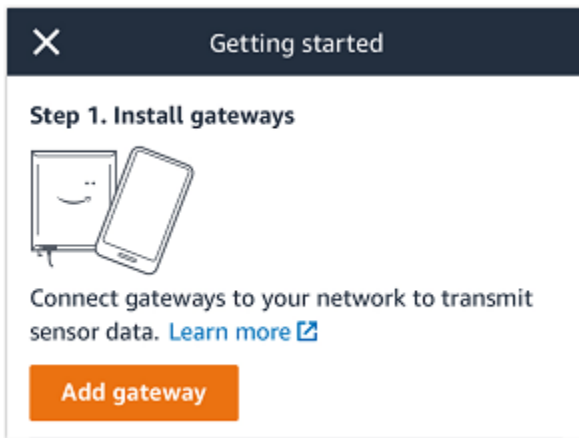 Getting started
Step 1. Install gateways
Connect gateways to your network to transmit
sensor data. Learn more
Add gateway